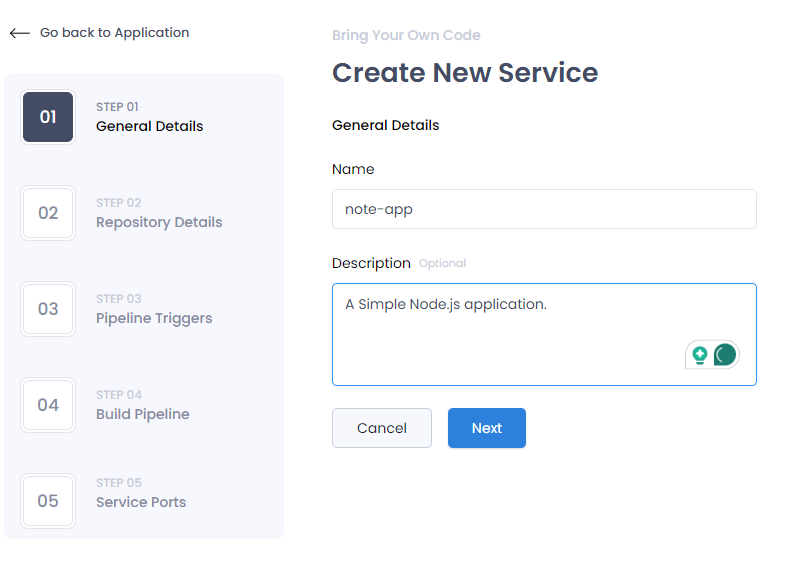 Go back to Application
01
STEP 01
General Details
02
STEP 02
Repository Details
03
STEP 03
Pipeline Triggers
04
STEP 04
Build Pipeline
05
STEP 05
Service Ports
Bring Your Own Code
Create New Service
General Details
Name
note-app
Description Optional
A Simple Node.js application.
Cancel Next